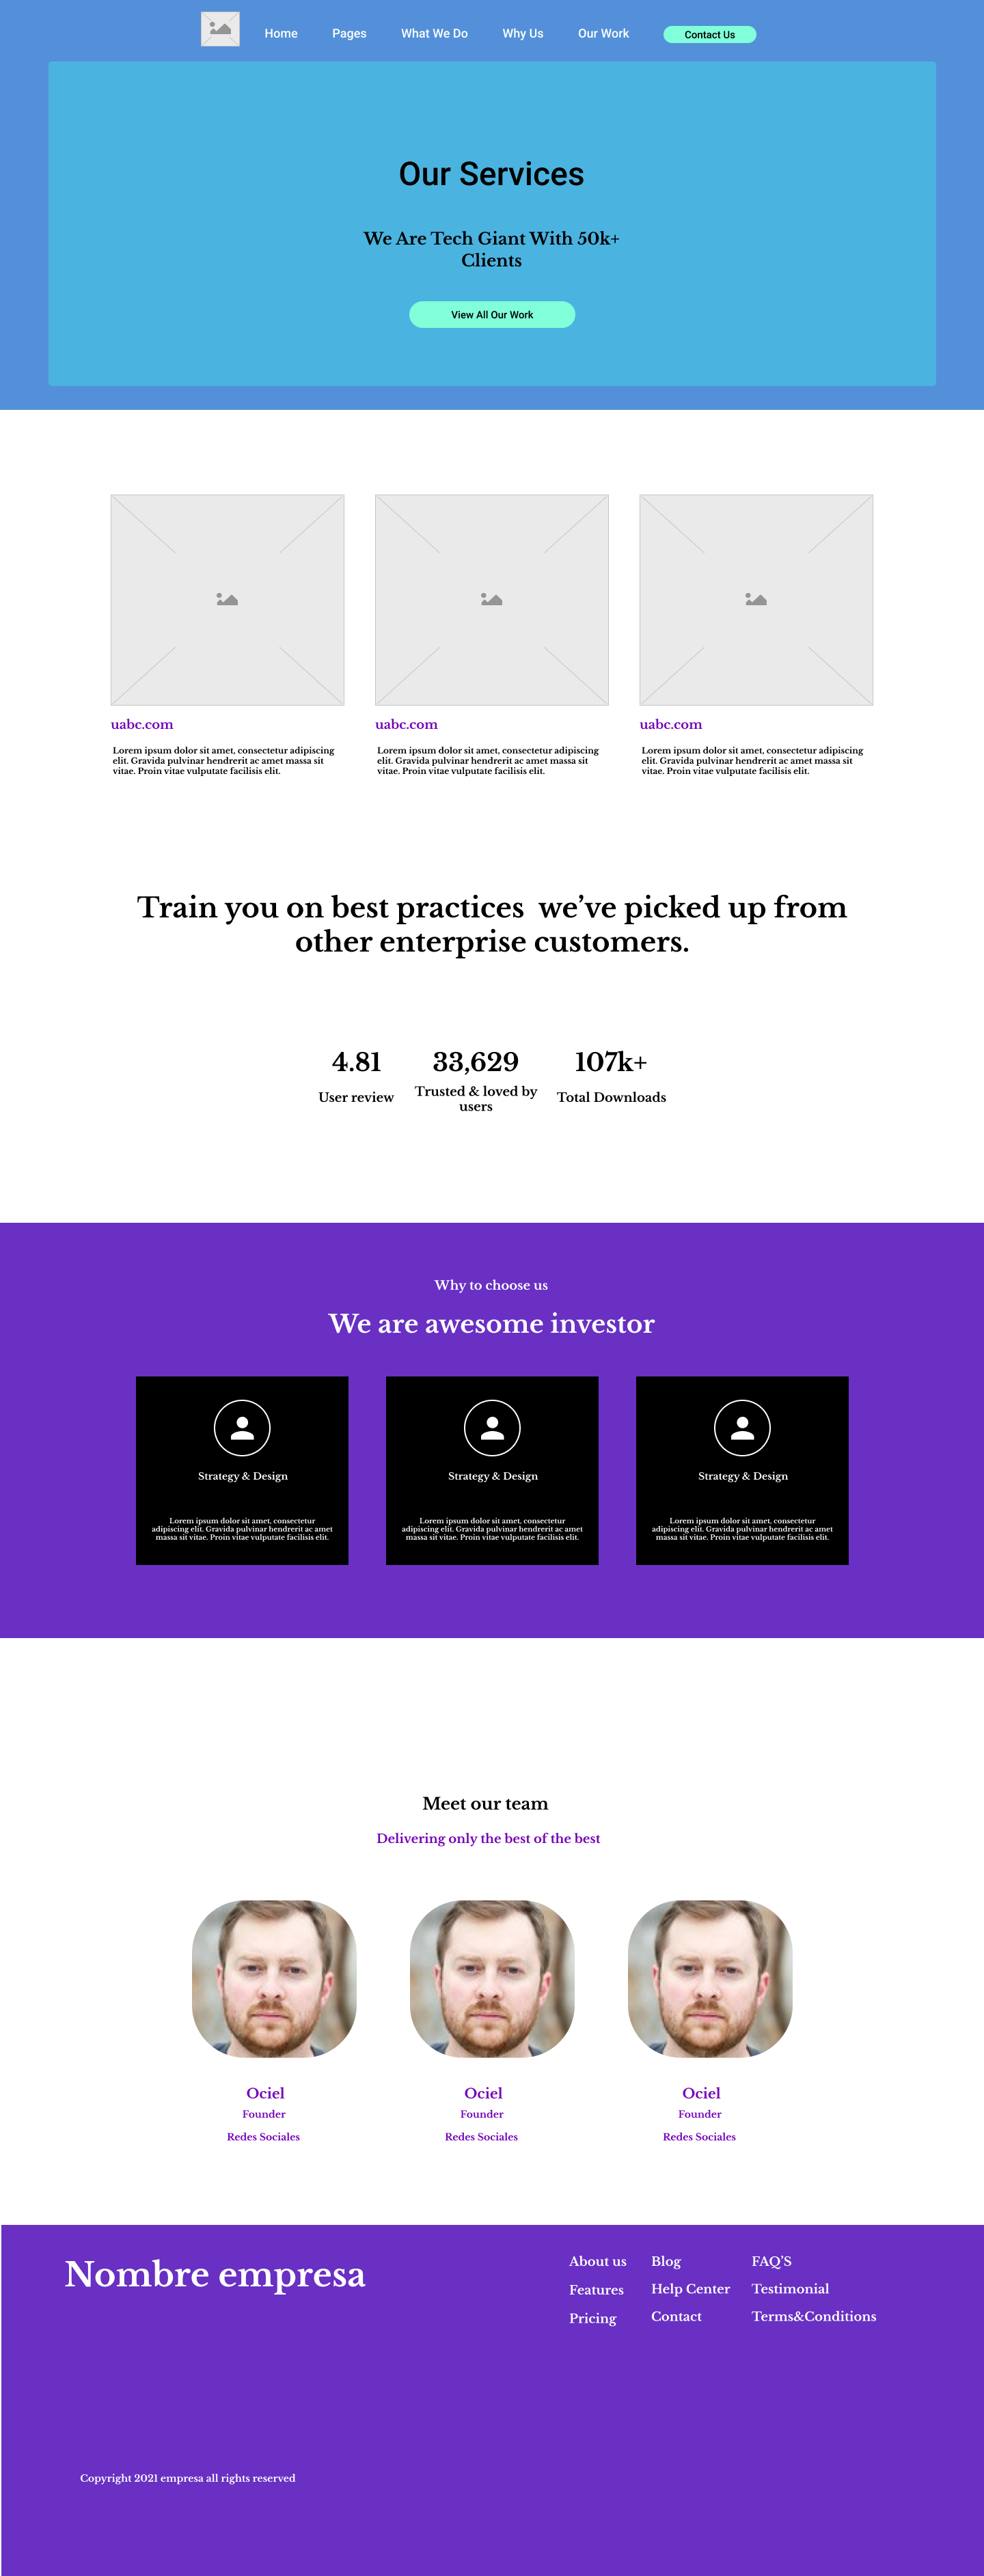 Home Pages What We Do Why Us Our Work Contact Us
Our Services
We Are Tech Giant With 50k+
Clients
View All Our Work
uabc.com
Lorem ipsum dolor sit amet, consectetur adipiscing
elit. Gravida pulvinar hendrerit ac amet massa sit
vitae. Proin vitae vulputate facilisis elit.
uabc.com
Lorem ipsum dolor sit amet, consectetur adipiscing
elit. Gravida pulvinar hendrerit ac amet massa sit
vitae. Proin vitae vulputate facilisis elit.
uabc.com
Lorem ipsum dolor sit amet, consectetur adipiscing
elit. Gravida pulvinar hendrerit ac amet massa sit
vitae. Proin vitae vulputate facilisis elit.
Train you on best practices we’ve picked up from
other enterprise customers.
4.81
User review
33,629
Trusted & loved by
users
107k+
Total Downloads
Why to choose us
We are awesome investor
Strategy & Design
Lorem ipsum dolor sit amet, consectetur
adipiscing elit. Gravida pulvinar hendrerit ac amet
massa sit vitae. Proin vitae vulputate facilisis elit.
Strategy & Design
Lorem ipsum dolor sit amet, consectetur
adipiscing elit. Gravida pulvinar hendrerit ac amet
massa sit vitae. Proin vitae vulputate facilisis elit.
Strategy & Design
Lorem ipsum dolor sit amet, consectetur
adipiscing elit. Gravida pulvinar hendrerit ac amet
massa sit vitae. Proin vitae vulputate facilisis elit.
Meet our team
Delivering only the best of the best
Ociel
Founder
Redes Sociales
Ociel
Founder
Redes Sociales
Ociel
Founder
Redes Sociales
Nombre empresa
About us
Features
Pricing
Blog
Help Center
Contact
FAQ’S
Testimonial
Terms&Conditions
Copyright 2021 empresa all rights reserved